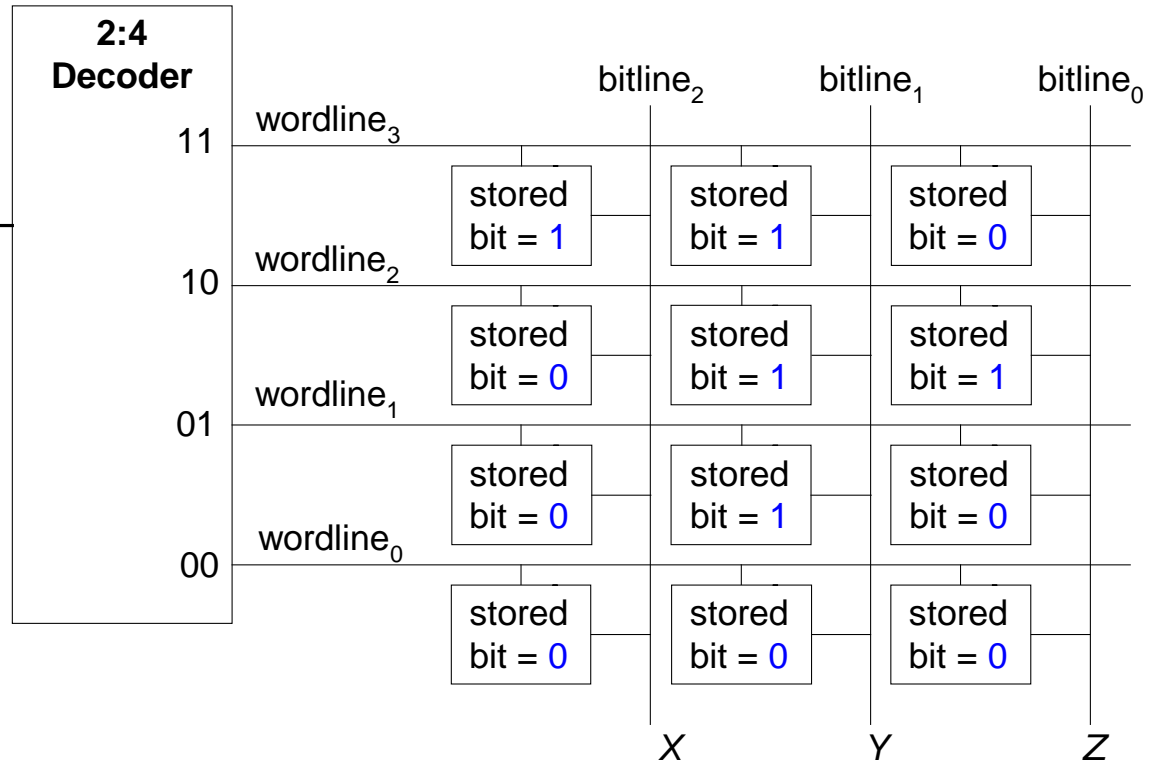 2:4
Decoder
bitline2 bitline1 bitline0
wordline3
11
stored stored stored
bit = 1 bit = 1 bit = 0
wordline2
10
stored stored stored
bit = 0 bit = 1 bit = 1
wordline1
01
stored stored stored
bit = 0 bit = 1 bit = 0
wordline0
00
stored stored stored
bit = 0 bit = 0 bit = 0
X Y Z